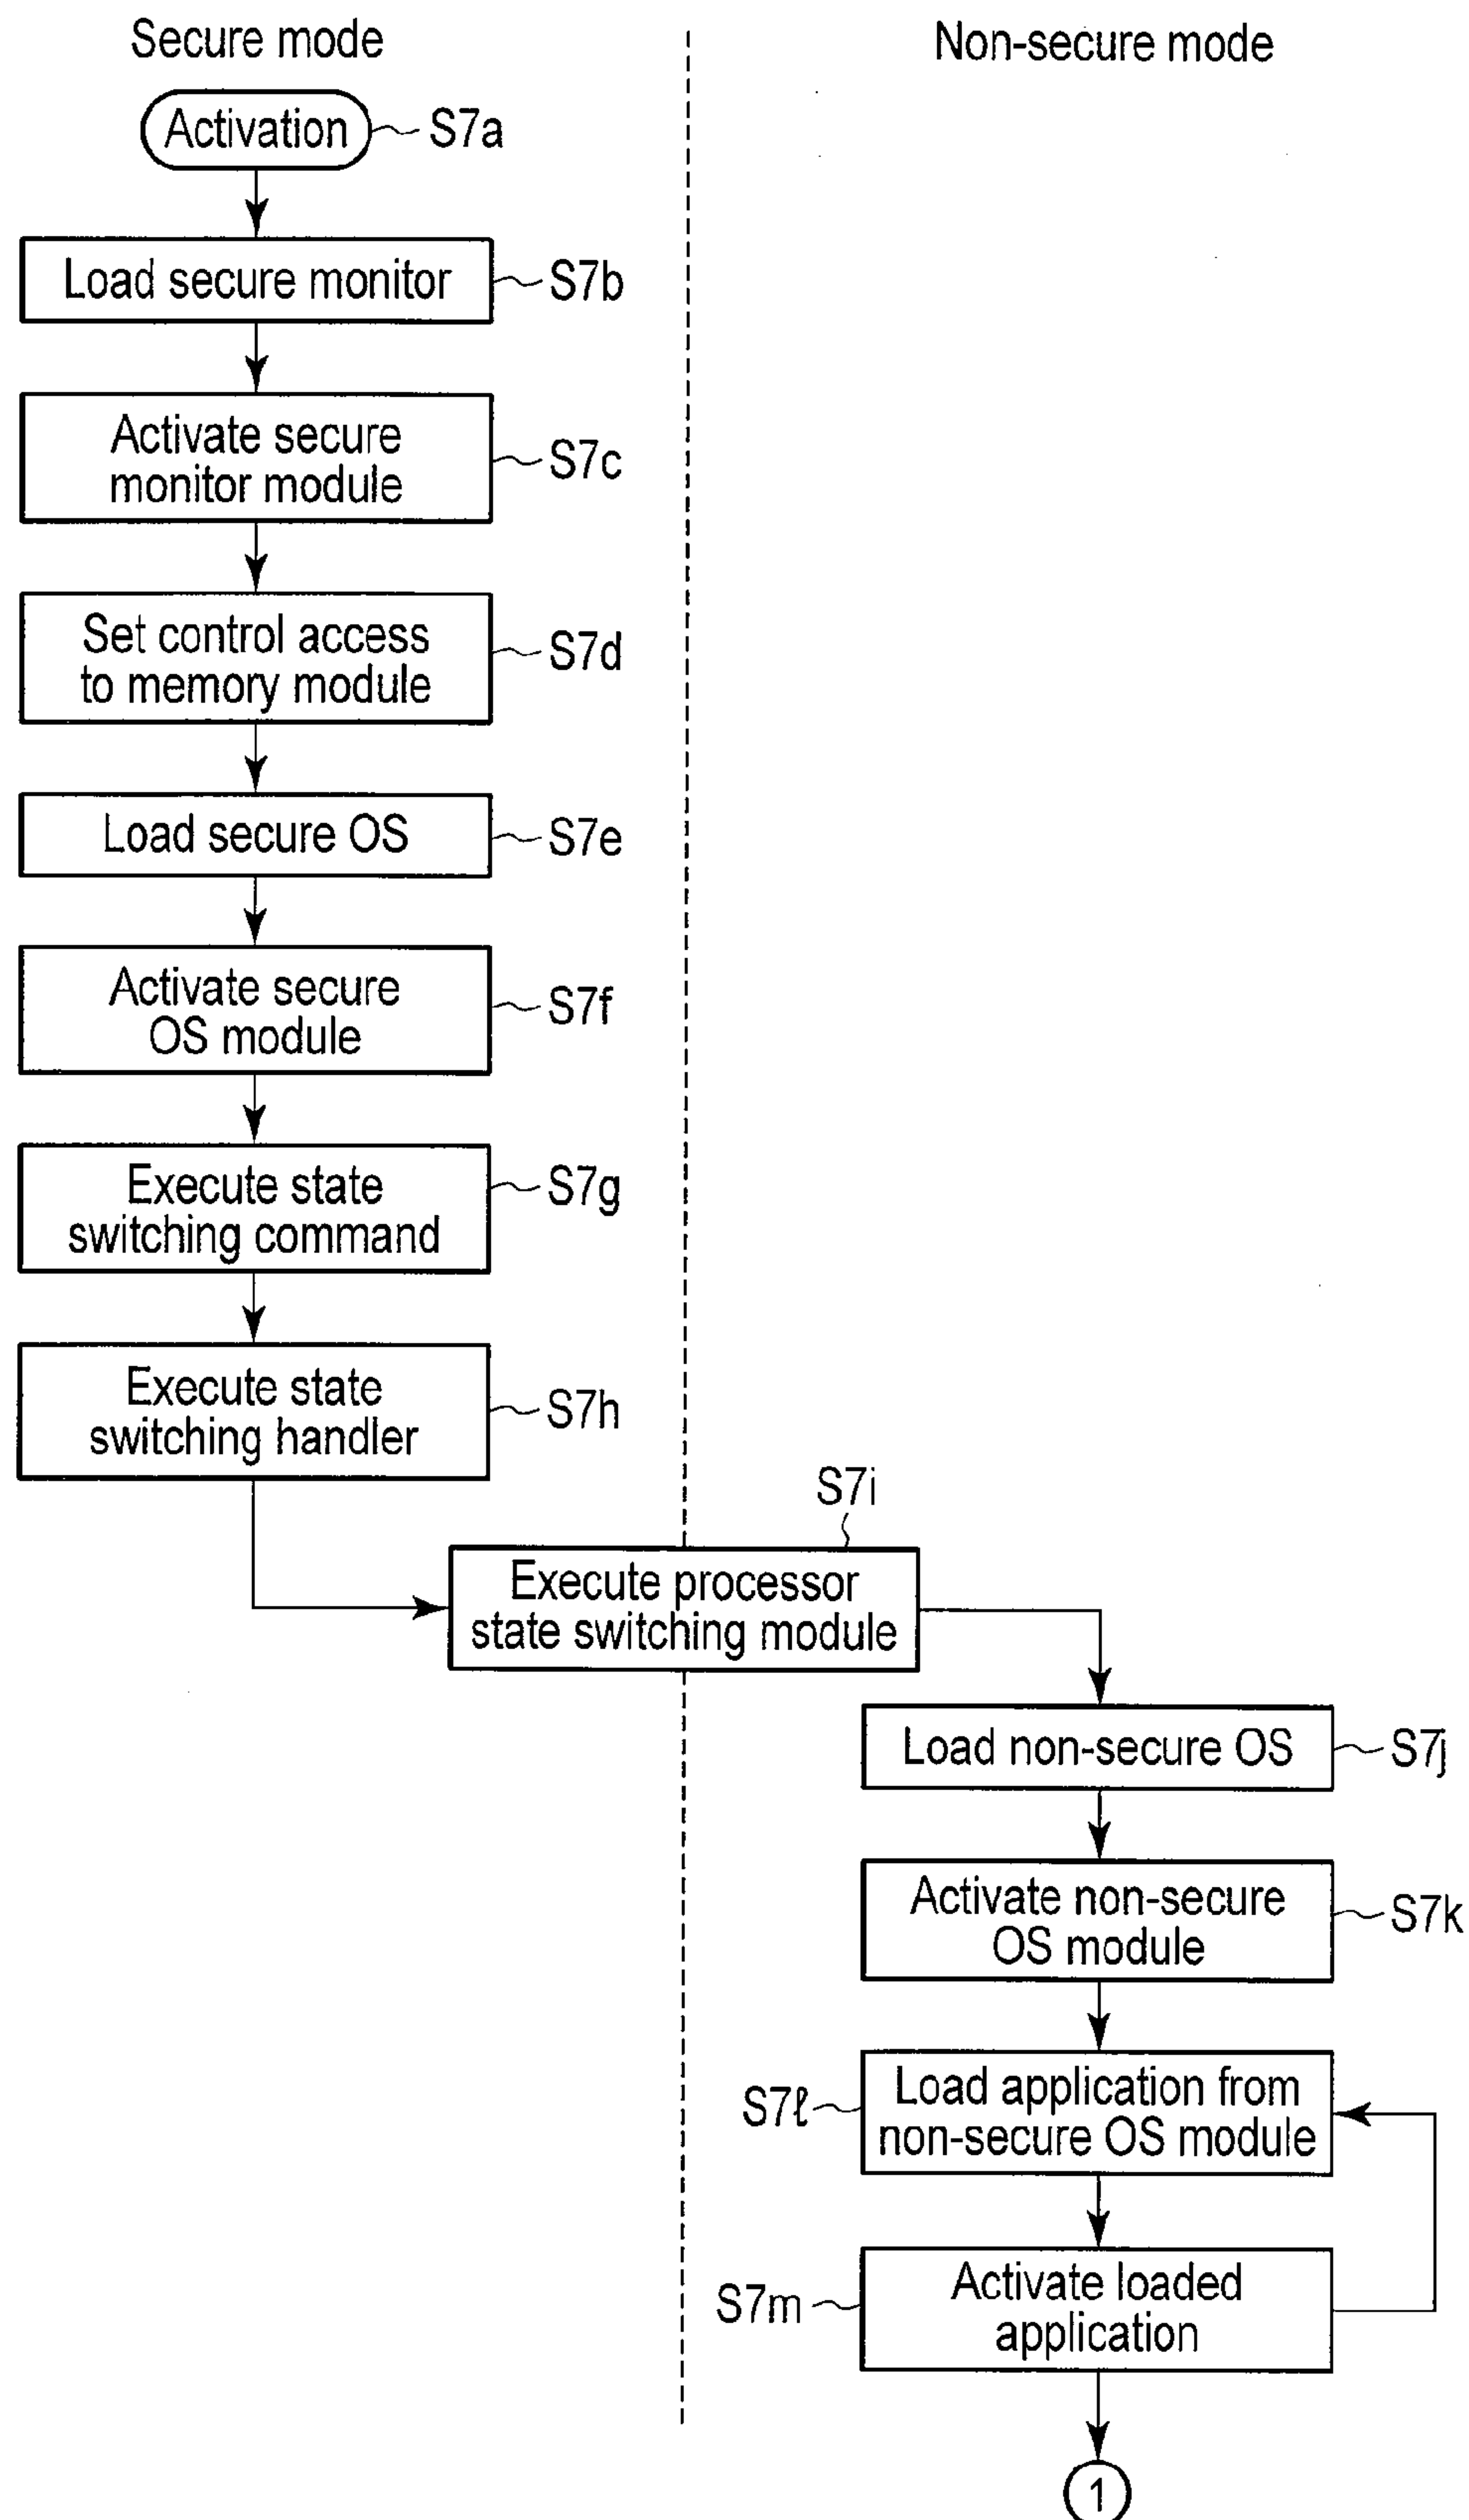 Secure mode
Non-secure mode
Activation
S7a
Load secure monitor
S7b
Activate secure
monitor module
S7c
Set control access
to memory module
S7d
Load secure OS
S7e
Activate secure
OS module
S7f
Execute state
switching command
S7g
Execute state
switching handler
S7h
S7i
Execute processor
state switching module
Load non-secure OS
S7j
Activate non-secure
OS module
S7k
S7ℓ
Load application from
non-secure OS module
S7m
Activate loaded
application
1